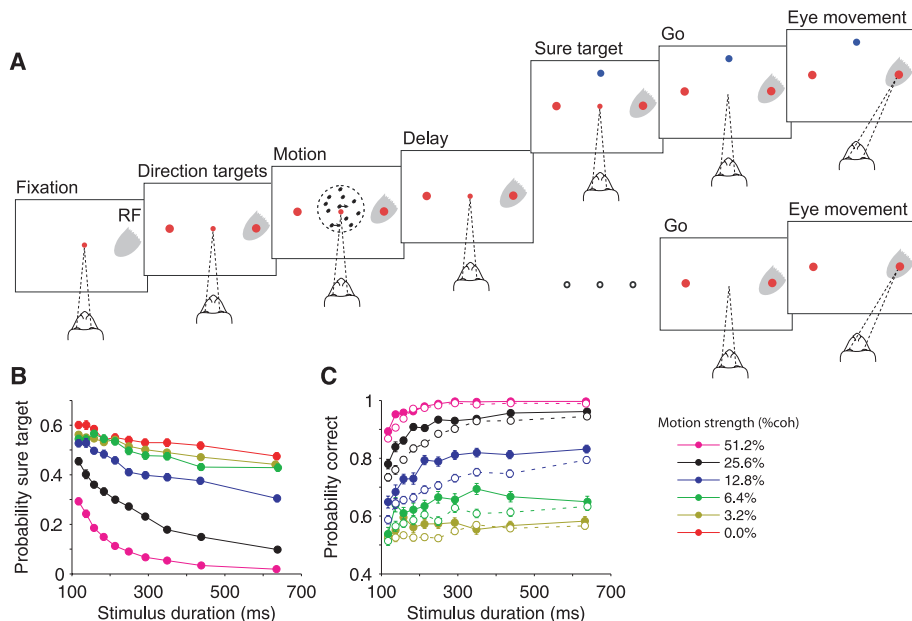 A
Fixation
RF
Direction targets
Motion
Delay
Sure target
Go
Eye movement
Go
Eye movement
B
Probability sure target
0.6
0.4
0.2
0
100
300
500
700
Stimulus duration (ms)
C
Probability correct
1
0.9
0.8
0.6
0.4
100
300
500
700
Stimulus duration (ms)
Motion strength (%coh)
51.2%
25.6%
12.8%
6.4%
3.2%
0.0%